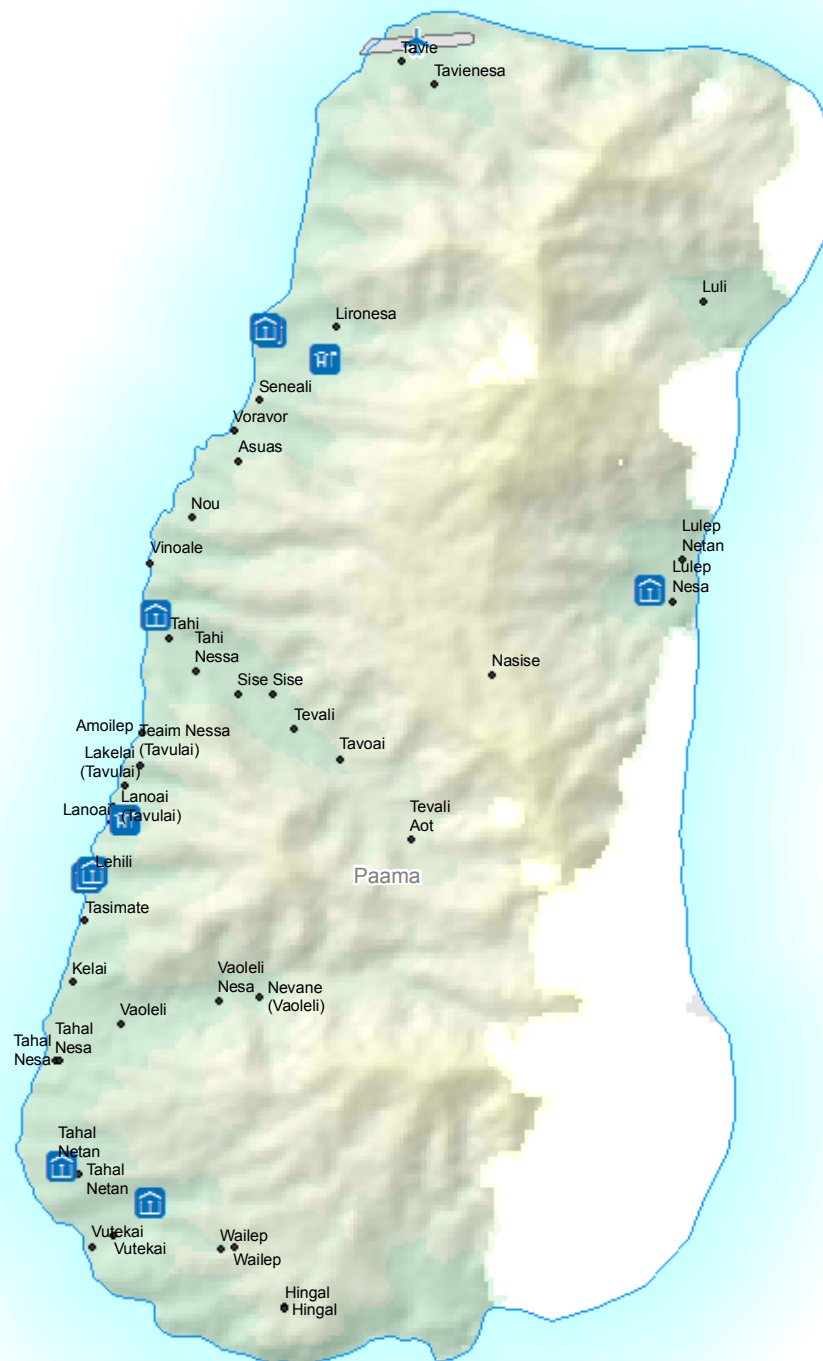 Tavie
Tavienesa
Luli
Lironesa
Seneali
Voravor
Asuas
Nou
Lulep
Netan
Vinoale
Lulep
Nesa
Tahi
Tahi
Nessa
Nasise
Sise Sise
Tevali
Amoilep
Teaim Nessa
(Tavulai)
Tavoai
Lakelai
(Tavulai)
Lanoai
(Tavulai)
Lanoai
Tevali
Aot
Lehili
Paama
Tasimate
Kelai
Vaoleli
Nesa
Nevane
(Vaoleli)
Vaoleli
Tahal
Nesa
Tahal
Nesa
Tahal
Netan
Tahal
Netan
Vutekai
Vutekai
Wailep
Wailep
Hingal
Hingal